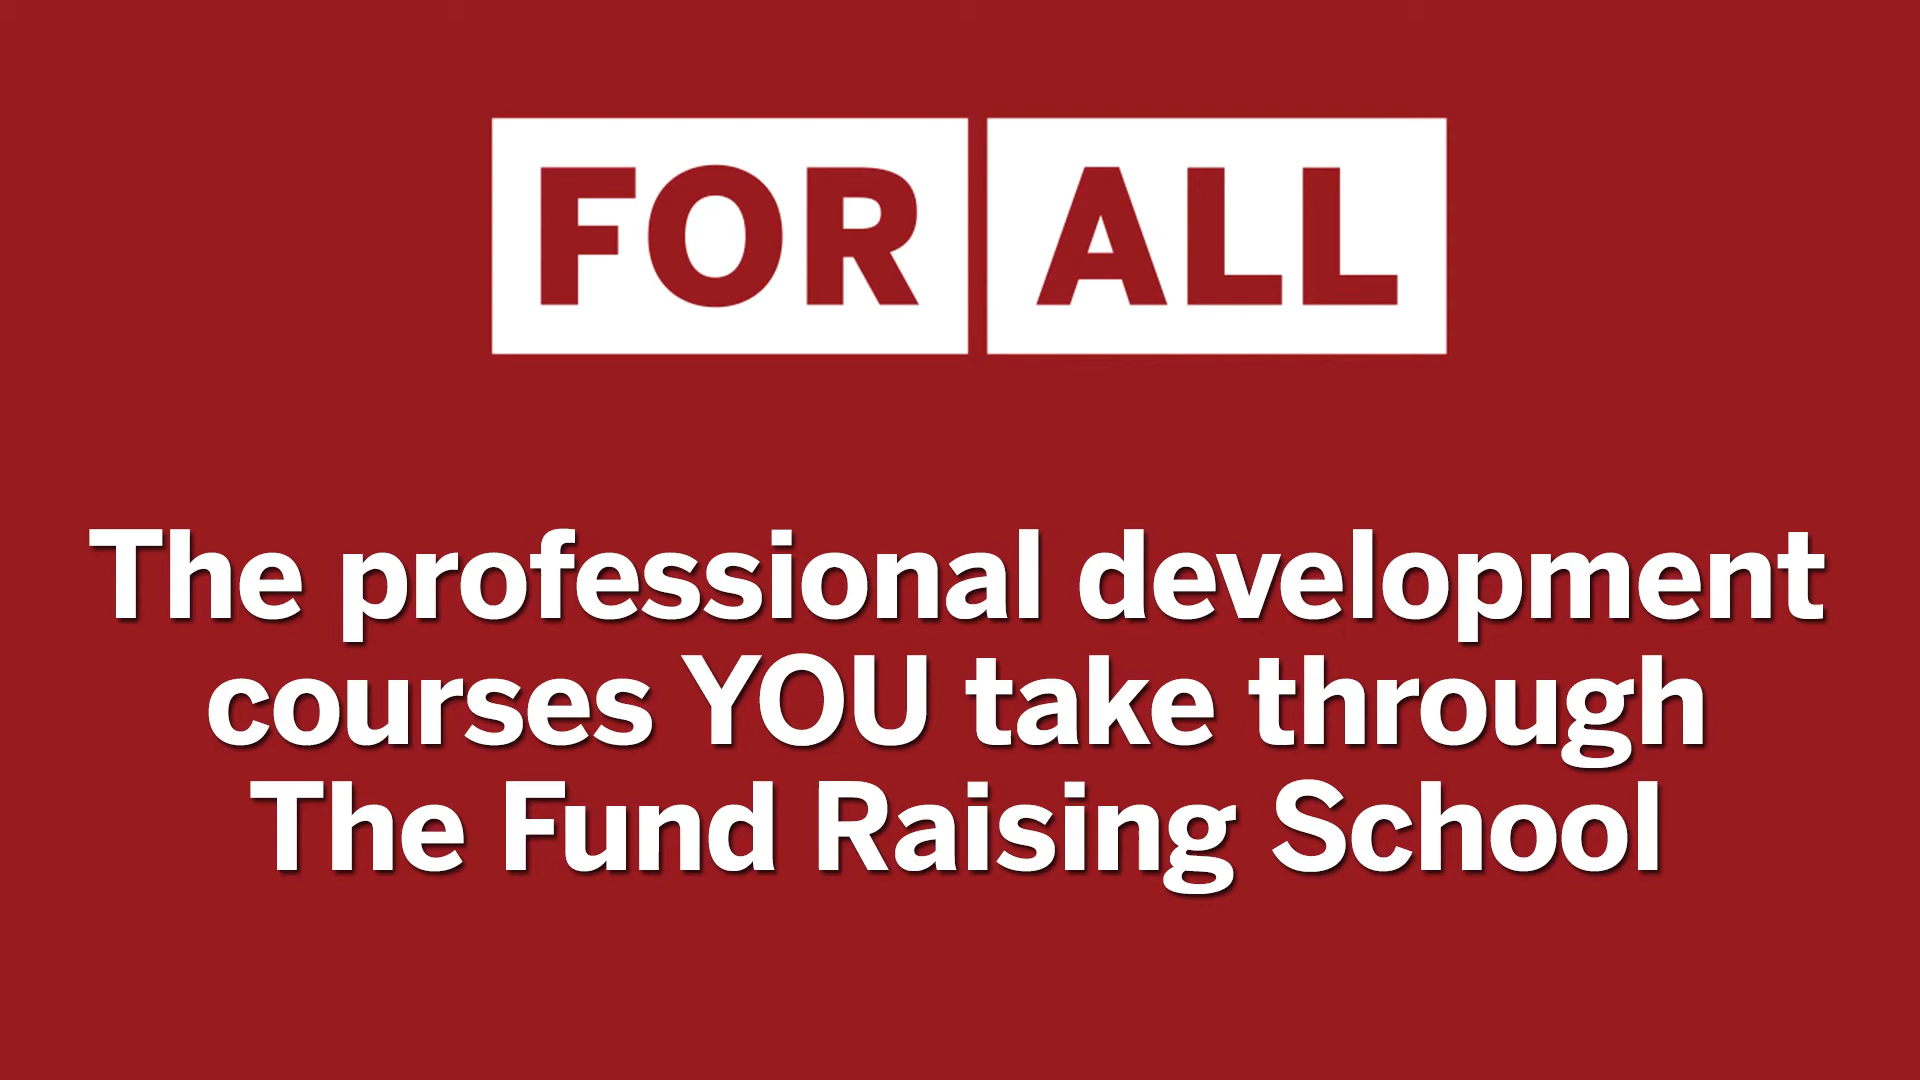 FOR ALL
The professional development
courses YOU take through
The Fund Raising School